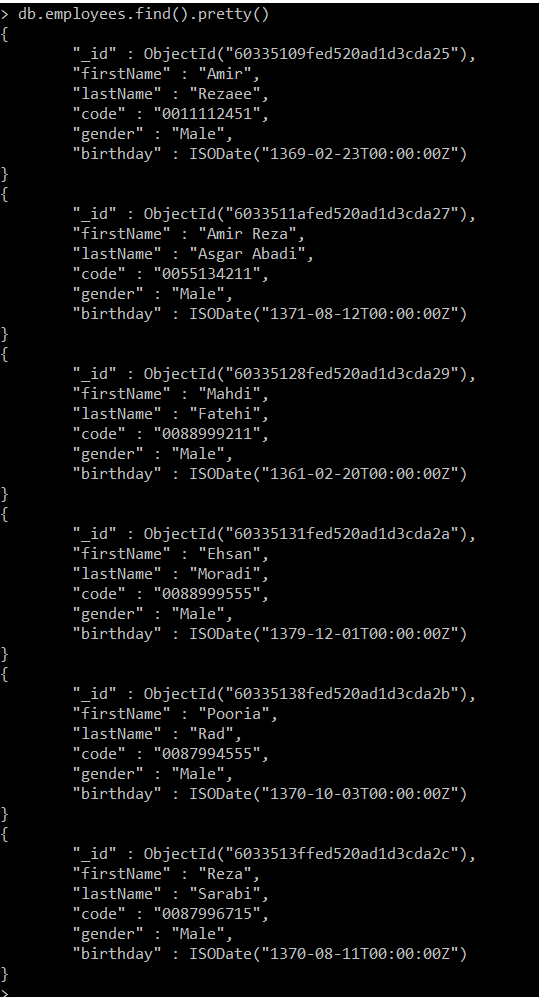 > db.employees.find().pretty()
{
"_id" : ObjectId("60335109fed520ad1d3cda25"),
"firstName" : "Amir",
"lastName" : "Rezaee",
"code" : "0011112451",
"gender" : "Male",
"birthday" : ISODate("1369-02-23T00:00:00Z")
}
{
"_id" : ObjectId("6033511afed520ad1d3cda27"),
"firstName" : "Amir Reza",
"lastName" : "Asgar Abadi",
"code" : "0055134211",
"gender" : "Male",
"birthday" : ISODate("1371-08-12T00:00:00Z")
}
{
"_id" : ObjectId("60335128fed520ad1d3cda29"),
"firstName" : "Mahdi",
"lastName" : "Fatehi",
"code" : "0088999211",
"gender" : "Male",
"birthday" : ISODate("1361-02-20T00:00:00Z")
}
{
"_id" : ObjectId("60335131fed520ad1d3cda2a"),
"firstName" : "Ehsan",
"lastName" : "Moradi",
"code" : "0088999555",
"gender" : "Male",
"birthday" : ISODate("1379-12-01T00:00:00Z")
}
{
"_id" : ObjectId("60335138fed520ad1d3cda2b"),
"firstName" : "Pooria",
"lastName" : "Rad",
"code" : "0087994555",
"gender" : "Male",
"birthday" : ISODate("1370-10-03T00:00:00Z")
}
{
"_id" : ObjectId("6033513ffed520ad1d3cda2c"),
"firstName" : "Reza",
"lastName" : "Sarabi",
"code" : "0087996715",
"gender" : "Male",
"birthday" : ISODate("1370-08-11T00:00:00Z")
}
>